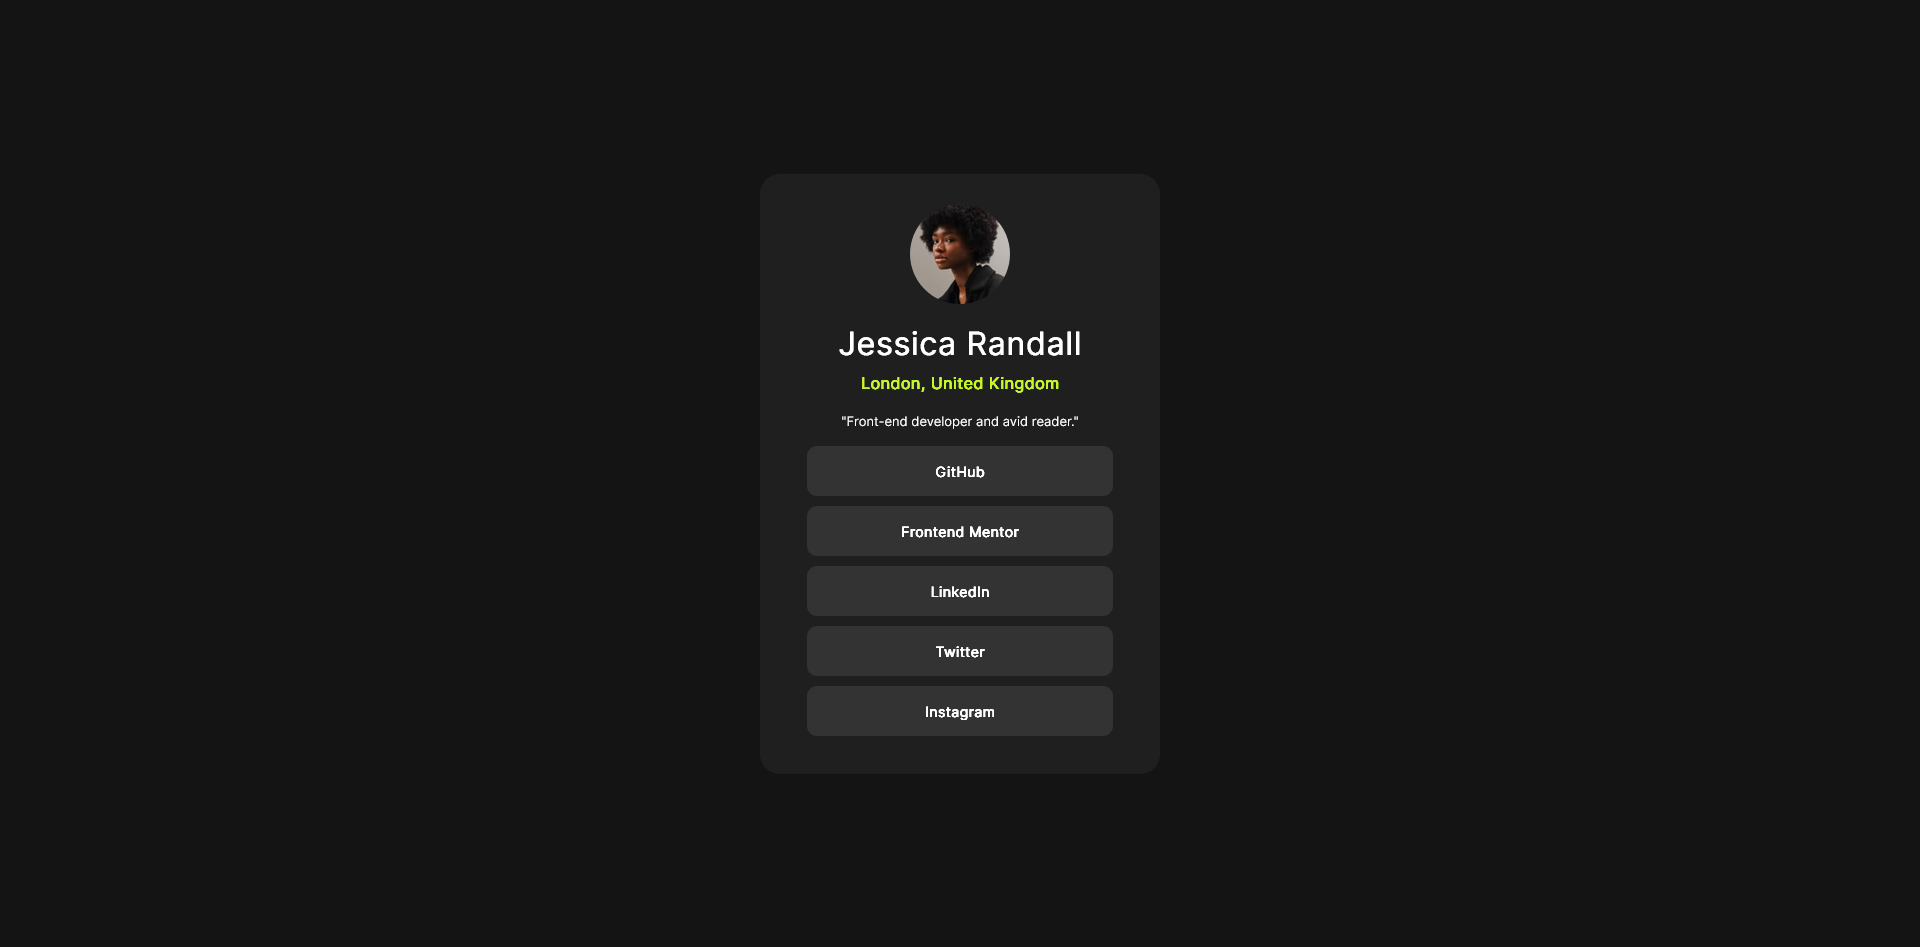 Jessica Randall
London, United Kingdom
"Front-end developer and avid reader."
GitHub
Frontend Mentor
LinkedIn
Twitter
Instagram